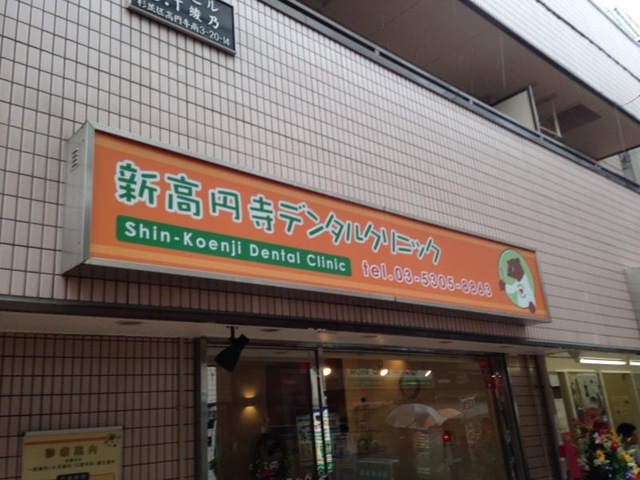 杉並区高円寺南3-20-14
新高円寺デンタルクリニック
Shin-Koenji Dental Clinic
tel.03-5305-8863
診療案内